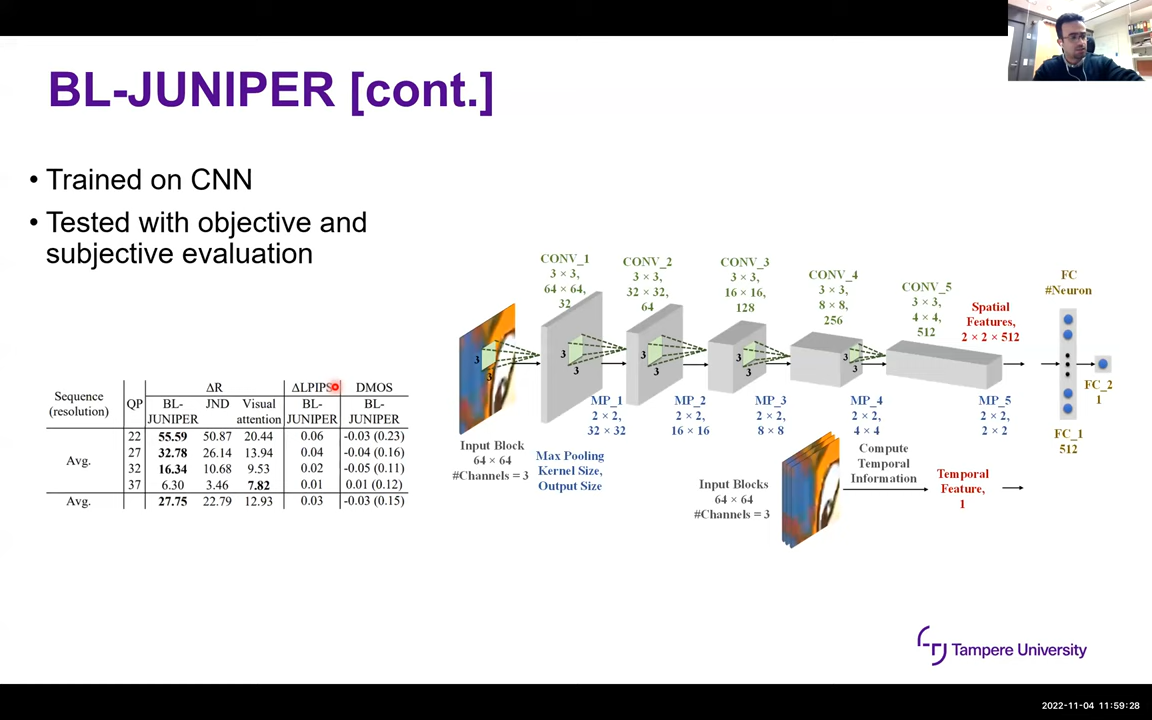 BL-JUNIPER [cont.]
• Trained on CNN
• Tested with objective and
subjective evaluation
Sequence
(resolution)
QP
ΔR
ΔLPIPS
DMOS
BL-
JUNIPER
JND
Visual
attention
BL-
JUNIPER
BL-
JUNIPER
Avg.
22 55.59 50.87 20.44 0.06 -0.03 (0.23)
27 32.78 26.14 13.94 0.04 -0.04 (0.16)
32 16.34 10.68 9.53 0.02 -0.05 (0.11)
37 6.30 3.46 7.82 0.01 0.01 (0.12)
Avg. 27.75 22.79 12.93 0.03 -0.03 (0.15)
CONV_1
3 × 3,
64 × 64,
32
CONV_2
3 × 3,
32 × 32,
64
CONV_3
3 × 3,
16 × 16,
128
CONV_4
3 × 3,
8 × 8,
256
CONV_5
3 × 3,
4 × 4,
512
Spatial
Features,
2 × 2 × 512
FC
#Neuron
3
3
3
3
3
3
3
3
3
3
MP_1
2 × 2,
32 × 32
MP_2
2 × 2,
16 × 16
MP_3
2 × 2,
8 × 8
MP_4
2 × 2,
4 × 4
MP_5
2 × 2,
2 × 2
FC_2
1
FC_1
512
Input Block
64 × 64
#Channels = 3
Max Pooling
Kernel Size,
Output Size
Input Blocks
64 × 64
#Channels = 3
Compute
Temporal
Information
Temporal
Feature,
1
Tampere University
2022-11-04 11:59:28